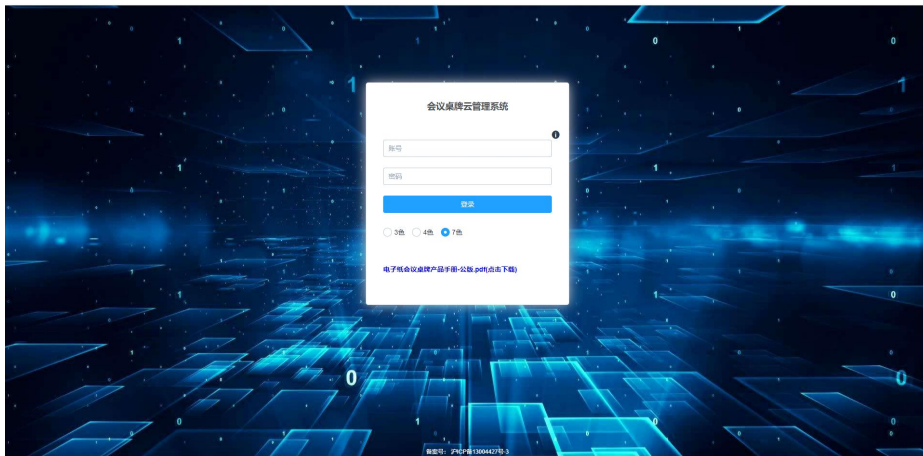 会议桌牌云管理系统
账号
密码
登录
3色 4色 7色
电子纸会议桌牌产品手册-公版.pdf(点击下载)
备案号： 沪ICP备13004427号-3